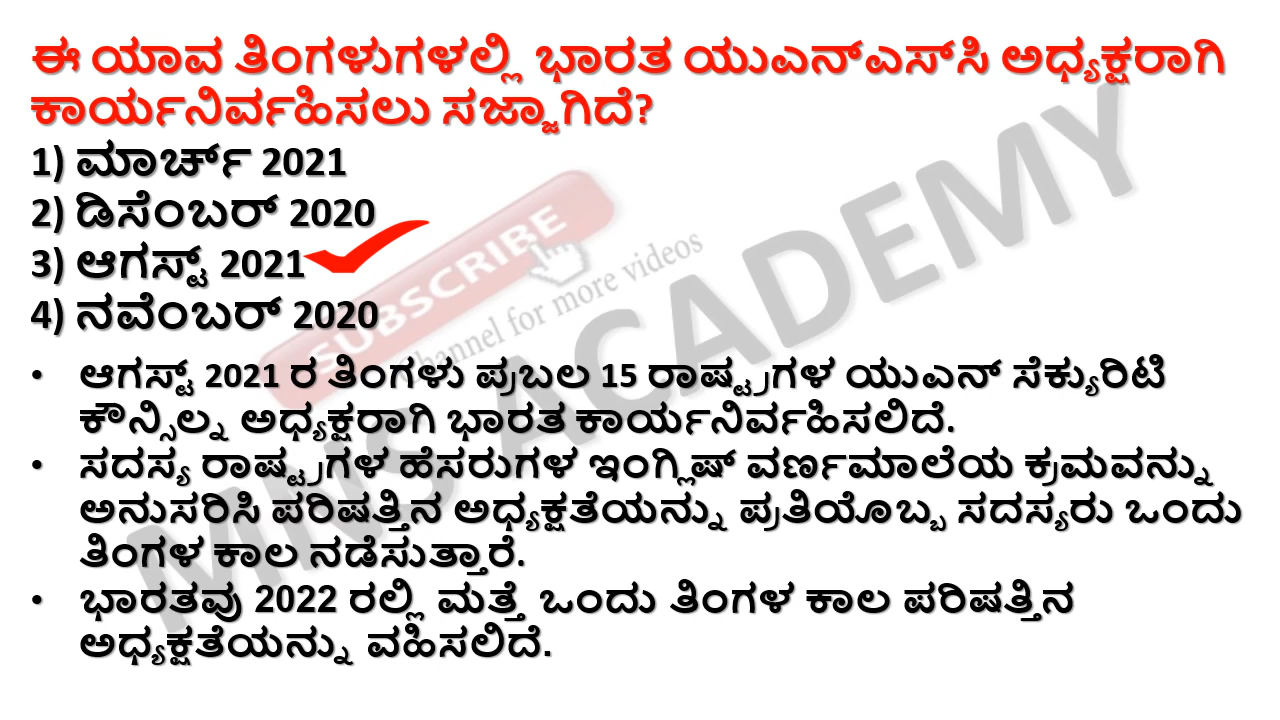 ಈ ಯಾವ ತಿಂಗಳುಗಳಲ್ಲಿ ಭಾರತ ಯುಎನ್ಎಸ್ಸಿ ಅಧ್ಯಕ್ಷರಾಗಿ
ಕಾರ್ಯನಿರ್ವಹಿಸಲು ಸಜ್ಜಾಗಿದೆ?
1) ಮಾರ್ಚ್ 2021
2) ಡಿಸೆಂಬರ್ 2020
3) ಆಗಸ್ಟ್ 2021
4) ನವೆಂಬರ್ 2020
• ಆಗಸ್ಟ್ 2021 ರ ತಿಂಗಳು ಪ್ರಬಲ 15 ರಾಷ್ಟ್ರಗಳ ಯುಎನ್ ಸೆಕ್ಯುರಿಟಿ
ಕೌನ್ಸಿಲ್ನ ಅಧ್ಯಕ್ಷರಾಗಿ ಭಾರತ ಕಾರ್ಯನಿರ್ವಹಿಸಲಿದೆ.
• ಸದಸ್ಯ ರಾಷ್ಟ್ರಗಳ ಹೆಸರುಗಳ ಇಂಗ್ಲಿಷ್ ವರ್ಣಮಾಲೆಯ ಕ್ರಮವನ್ನು
ಅನುಸರಿಸಿ ಪರಿಷತ್ತಿನ ಅಧ್ಯಕ್ಷತೆಯನ್ನು ಪ್ರತಿಯೊಬ್ಬ ಸದಸ್ಯರು ಒಂದು
ತಿಂಗಳ ಕಾಲ ನಡೆಸುತ್ತಾರೆ.
• ಭಾರತವು 2022 ರಲ್ಲಿ ಮತ್ತೆ ಒಂದು ತಿಂಗಳ ಕಾಲ ಪರಿಷತ್ತಿನ
ಅಧ್ಯಕ್ಷತೆಯನ್ನು ವಹಿಸಲಿದೆ.
SUBSCRIBE
Channel for more videos
MNS ACADEMY